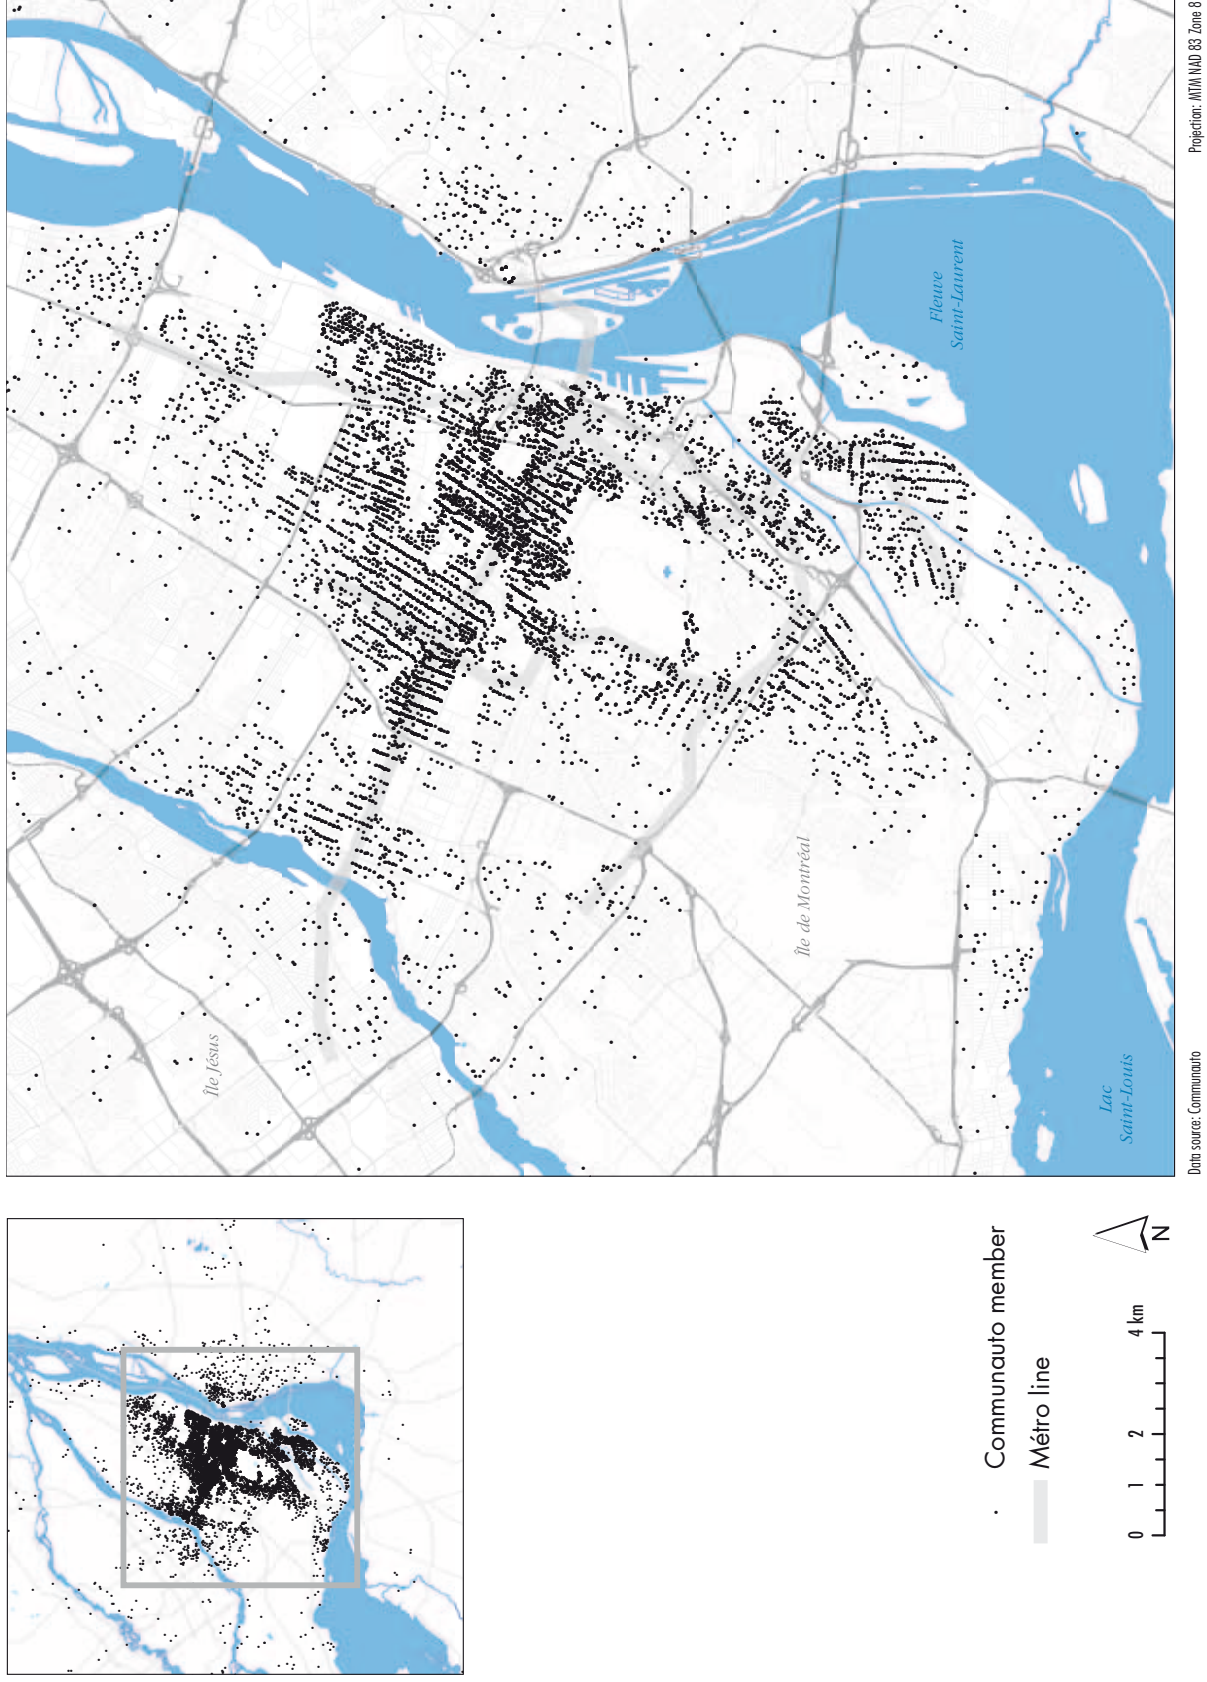 Île Jésus
Île de Montréal
Fleuve
Saint-Laurent
Lac
Saint-Louis
Communauto member
Métro line
0 1 2 4 km
N
Data source: Communauto
Projection: MTM NAD 83 Zone 8